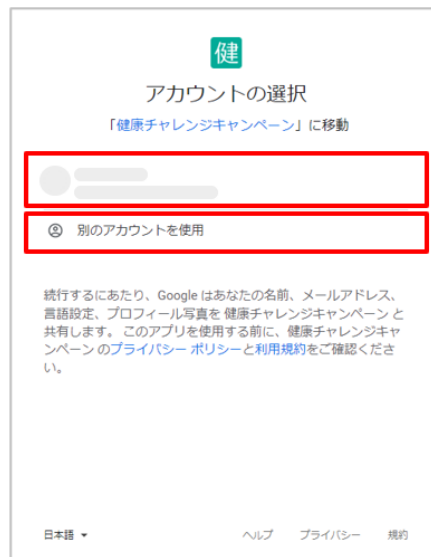 健
アカウントの選択
「健康チャレンジキャンペーン」に移動
別のアカウントを使用
続行するにあたり、Google はあなたの名前、メールアドレス、
言語設定、プロフィール写真を 健康チャレンジキャンペーン と
共有します。 このアプリを使用する前に、健康チャレンジキャ
ンペーン のプライバシー ポリシーと利用規約をご確認くださ
い。
日本語 ヘルプ プライバシー 規約